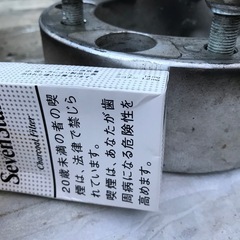 Seven Sta
Charcoal Filter
20歳未満の者の喫
煙は、法律で禁じら
れています。
喫煙は、あなたが歯
周病になる危険性を
高めます。